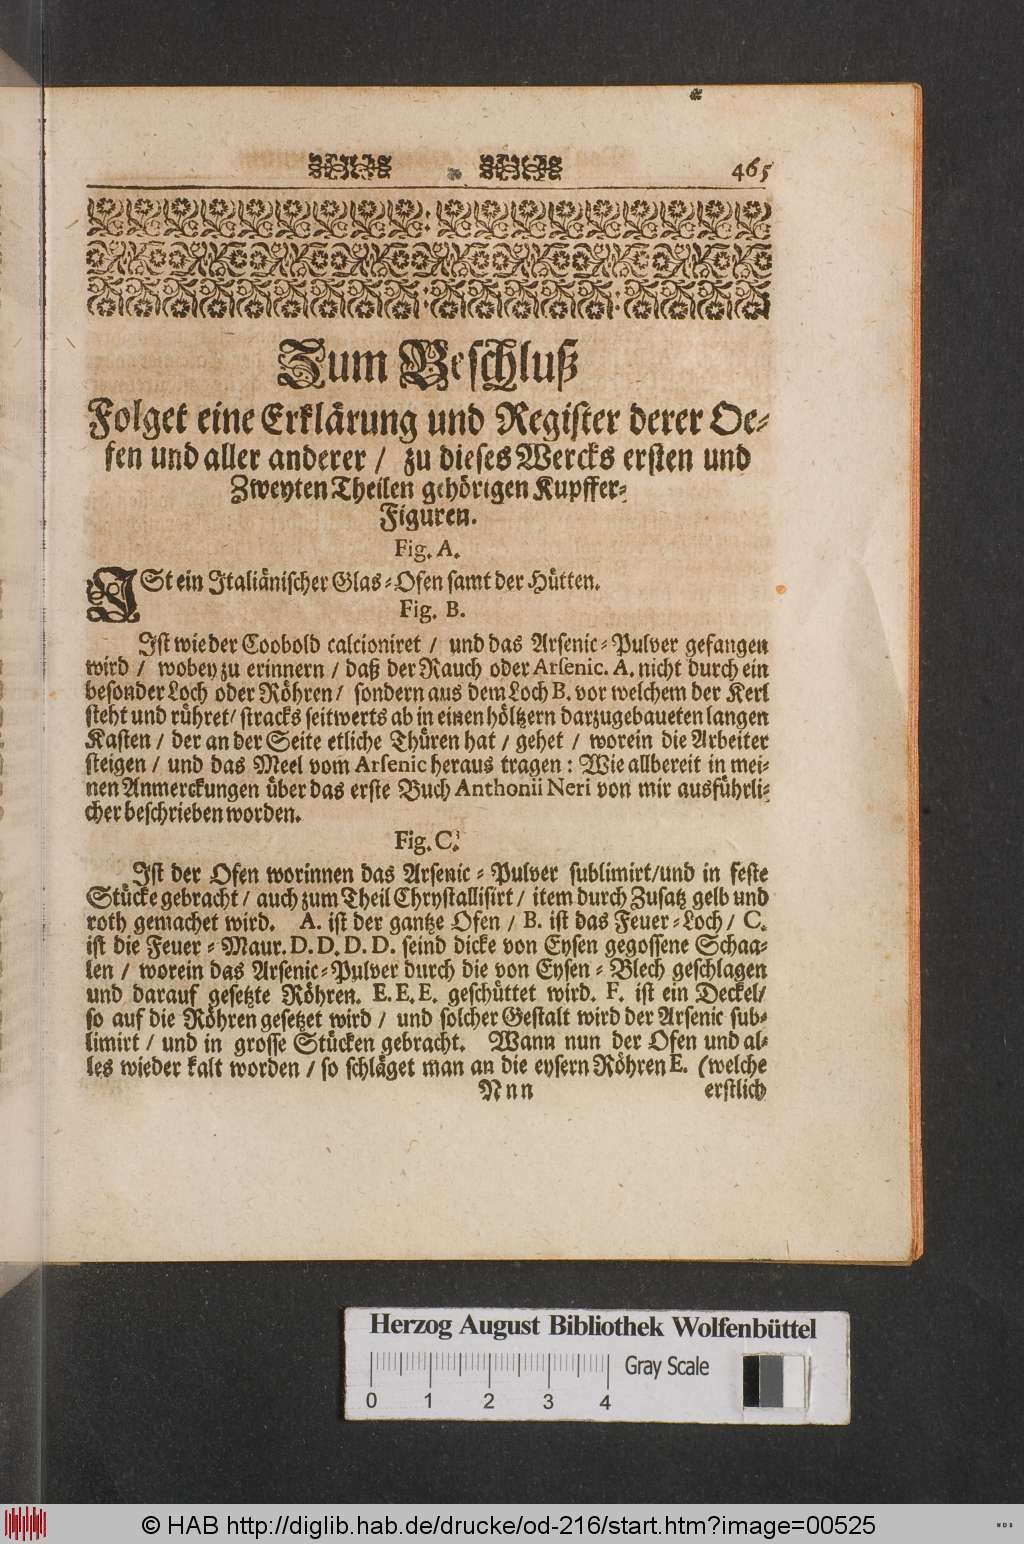 465
Zum Beschluß
Folget eine Erklärung und Register derer Oe-
fen und aller anderer / zu dieses Wercks ersten und
Zweyten Theilen gehörigen Kupffer-
Figuren.
Fig. A.
ISt ein Italiänischer Glas-Ofen samt der Hütten.
Fig. B.
Ist wie der Coobold calcioniret / und das Arsenic-Pulver gefangen
wird / wobey zu erinnern / daß der Rauch oder Arsenic. A. nicht durch ein
besonder Loch oder Röhren / sondern aus dem Loch B. vor welchem der Kerl
steht und rühret / stracks seitwerts ab in einen höltzern darzugebaueten langen
Kasten / der an der Seite etliche Thüren hat / gehet / worein die Arbeiter
steigen / und das Meel vom Arsenic heraus tragen : Wie allbereit in mei-
nen Anmerckungen über das erste Buch Anthonii Neri von mir ausführli-
cher beschrieben worden.
Fig. C.
Ist der Ofen worinnen das Arsenic-Pulver sublimirt / und in feste
Stücke gebracht / auch zum Theil Chrystallisirt / item durch Zusatz gelb und
roth gemachet wird. A. ist der gantze Ofen / B. ist das Feuer-Loch / C.
ist die Feuer-Maur. D. D. D. D. seind dicke von Eysen gegossene Schaa-
len / worein das Arsenic-Pulver durch die von Eysen-Blech geschlagen
und darauf gesetzte Röhren. E. E. E. geschüttet wird. F. ist ein Deckel /
so auf die Röhren gesetzet wird / und solcher Gestalt wird der Arsenic sub-
limirt / und in grosse Stücken gebracht. Wann nun der Ofen und al-
les wieder kalt worden / so schläget man an die eysern Röhren E. (welche
Nnn erstlich
Herzog August Bibliothek Wolfenbüttel
Gray Scale
0 1 2 3 4
© HAB http://diglib.hab.de/drucke/od-216/start.htm?image=00525